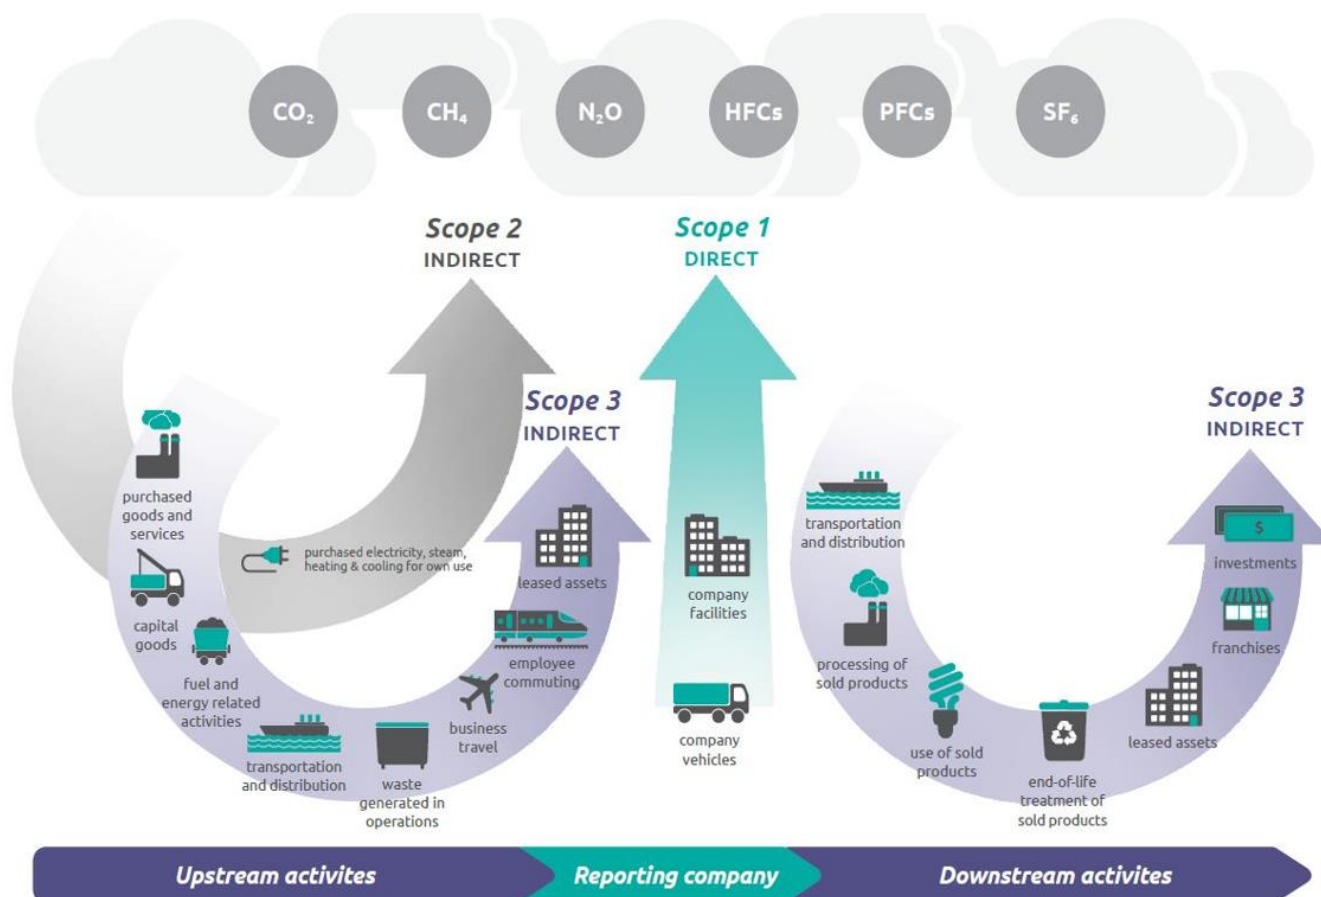 CO₂
CH₄
N₂O
HFCs
PFCs
SF₆
Scope 2
INDIRECT
Scope 1
DIRECT
Scope 3
INDIRECT
Scope 3
INDIRECT
purchased
goods and
services
capital
goods
fuel and
energy related
activities
transportation
and distribution
waste
generated in
operations
business
travel
employee
commuting
leased assets
purchased electricity, steam,
heating & cooling for own use
company
facilities
company
vehicles
transportation
and distribution
processing of
sold products
use of sold
products
end-of-life
treatment of
sold products
leased assets
franchises
$
investments
Upstream activites
Reporting company
Downstream activites